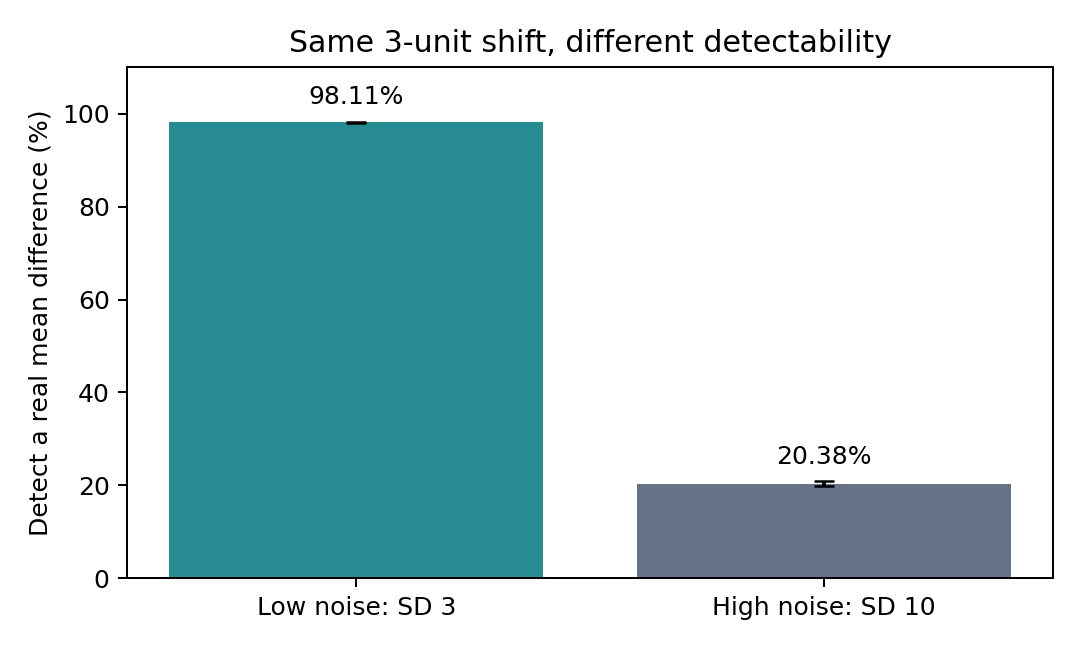 Same 3-unit shift, different detectability
Detect a real mean difference (%)
100
80
60
40
20
0
98.11%
20.38%
Low noise: SD 3
High noise: SD 10